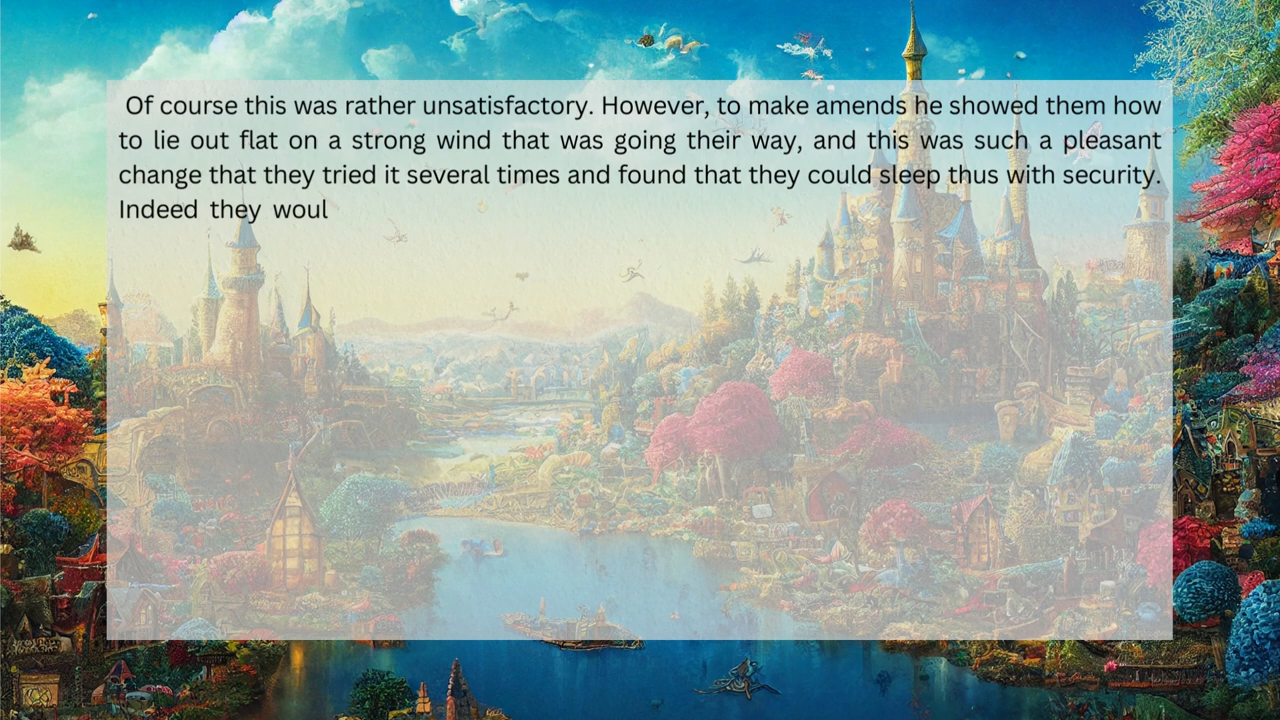 Of course this was rather unsatisfactory. However, to make amends he showed them how
to lie out flat on a strong wind that was going their way, and this was such a pleasant
change that they tried it several times and found that they could sleep thus with security.
Indeed they woul